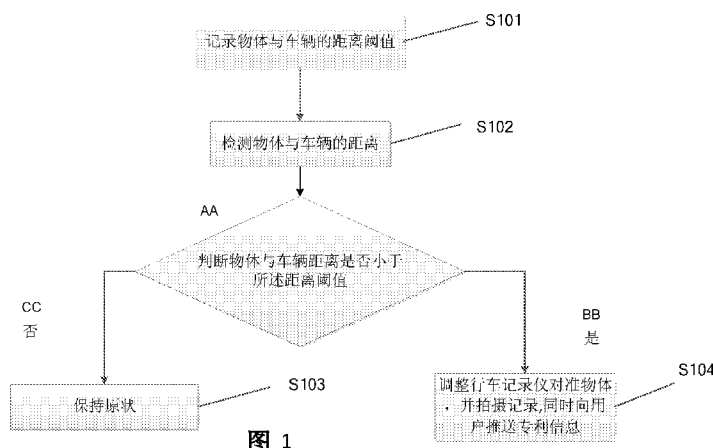 S101
记录物体与车辆的距离阈值
S102
检测物体与车辆的距离
AA
判断物体与车辆距离是否小于
所述距离阈值
CC
否
BB
是
S103
保持原状
S104
调整行车记录仪对准物体
，并拍摄记录,同时向用
户推送专利信息
图 1